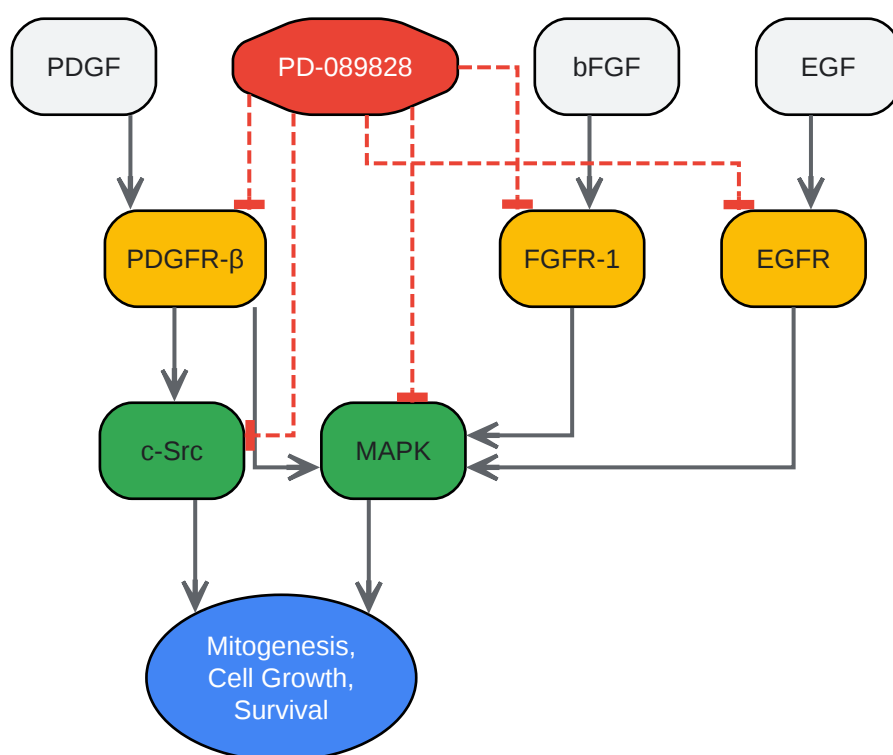 PDGF
PD-089828
bFGF
EGF
PDGFR-β
FGFR-1
EGFR
c-Src
MAPK
Mitogenesis,
Cell Growth,
Survival